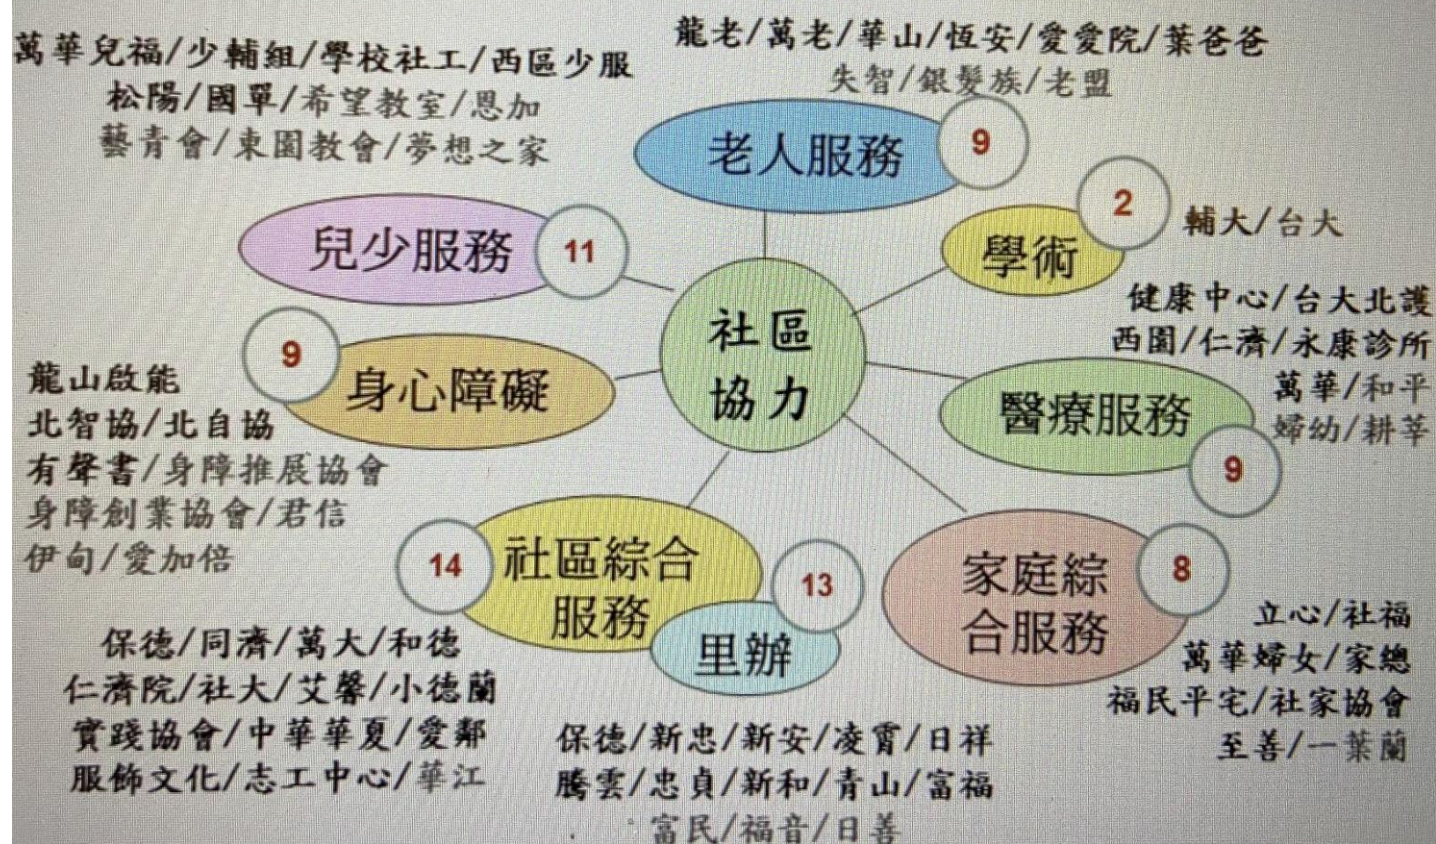 萬華兒福/少輔組/學校社工/西區少服
松陽/國單/希望教室/恩加
藝青會/東園教會/夢想之家
龍老/萬老/華山/恆安/愛愛院/葉爸爸
失智/銀髮族/老盟
老人服務
9
兒少服務
11
學術
2
輔大/台大
社區
協力
身心障礙
9
龍山啟能
北智協/北自協
有聲書/身障推展協會
身障創業協會/君信
伊甸/愛加倍
健康中心/台大北護
西園/仁濟/永康診所
萬華/和平
婦幼/耕莘
醫療服務
9
社區綜合
服務
14
里辦
13
家庭綜
合服務
8
保德/同濟/萬大/和德
仁濟院/社大/艾馨/小德蘭
實踐協會/中華華夏/愛鄰
服飾文化/志工中心/華江
保德/新忠/新安/凌霄/日祥
騰雲/忠貞/新和/青山/富福
富民/福音/日善
立心/社福
萬華婦女/家總
福民平宅/社家協會
至善/一葉蘭